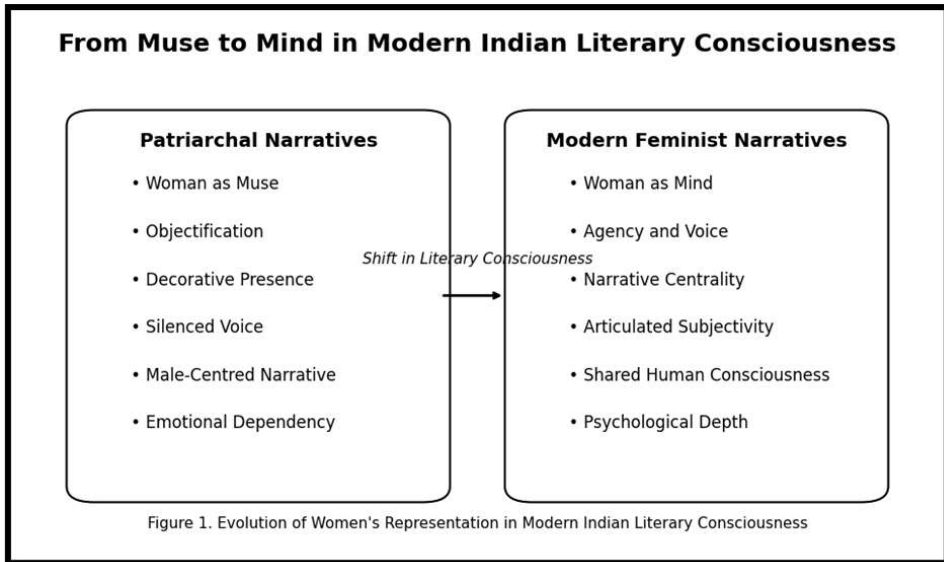 From Muse to Mind in Modern Indian Literary Consciousness
Patriarchal Narratives
• Woman as Muse
• Objectification
• Decorative Presence
• Silenced Voice
• Male-Centred Narrative
• Emotional Dependency
Shift in Literary Consciousness
Modern Feminist Narratives
• Woman as Mind
• Agency and Voice
• Narrative Centrality
• Articulated Subjectivity
• Shared Human Consciousness
• Psychological Depth
Figure 1. Evolution of Women's Representation in Modern Indian Literary Consciousness